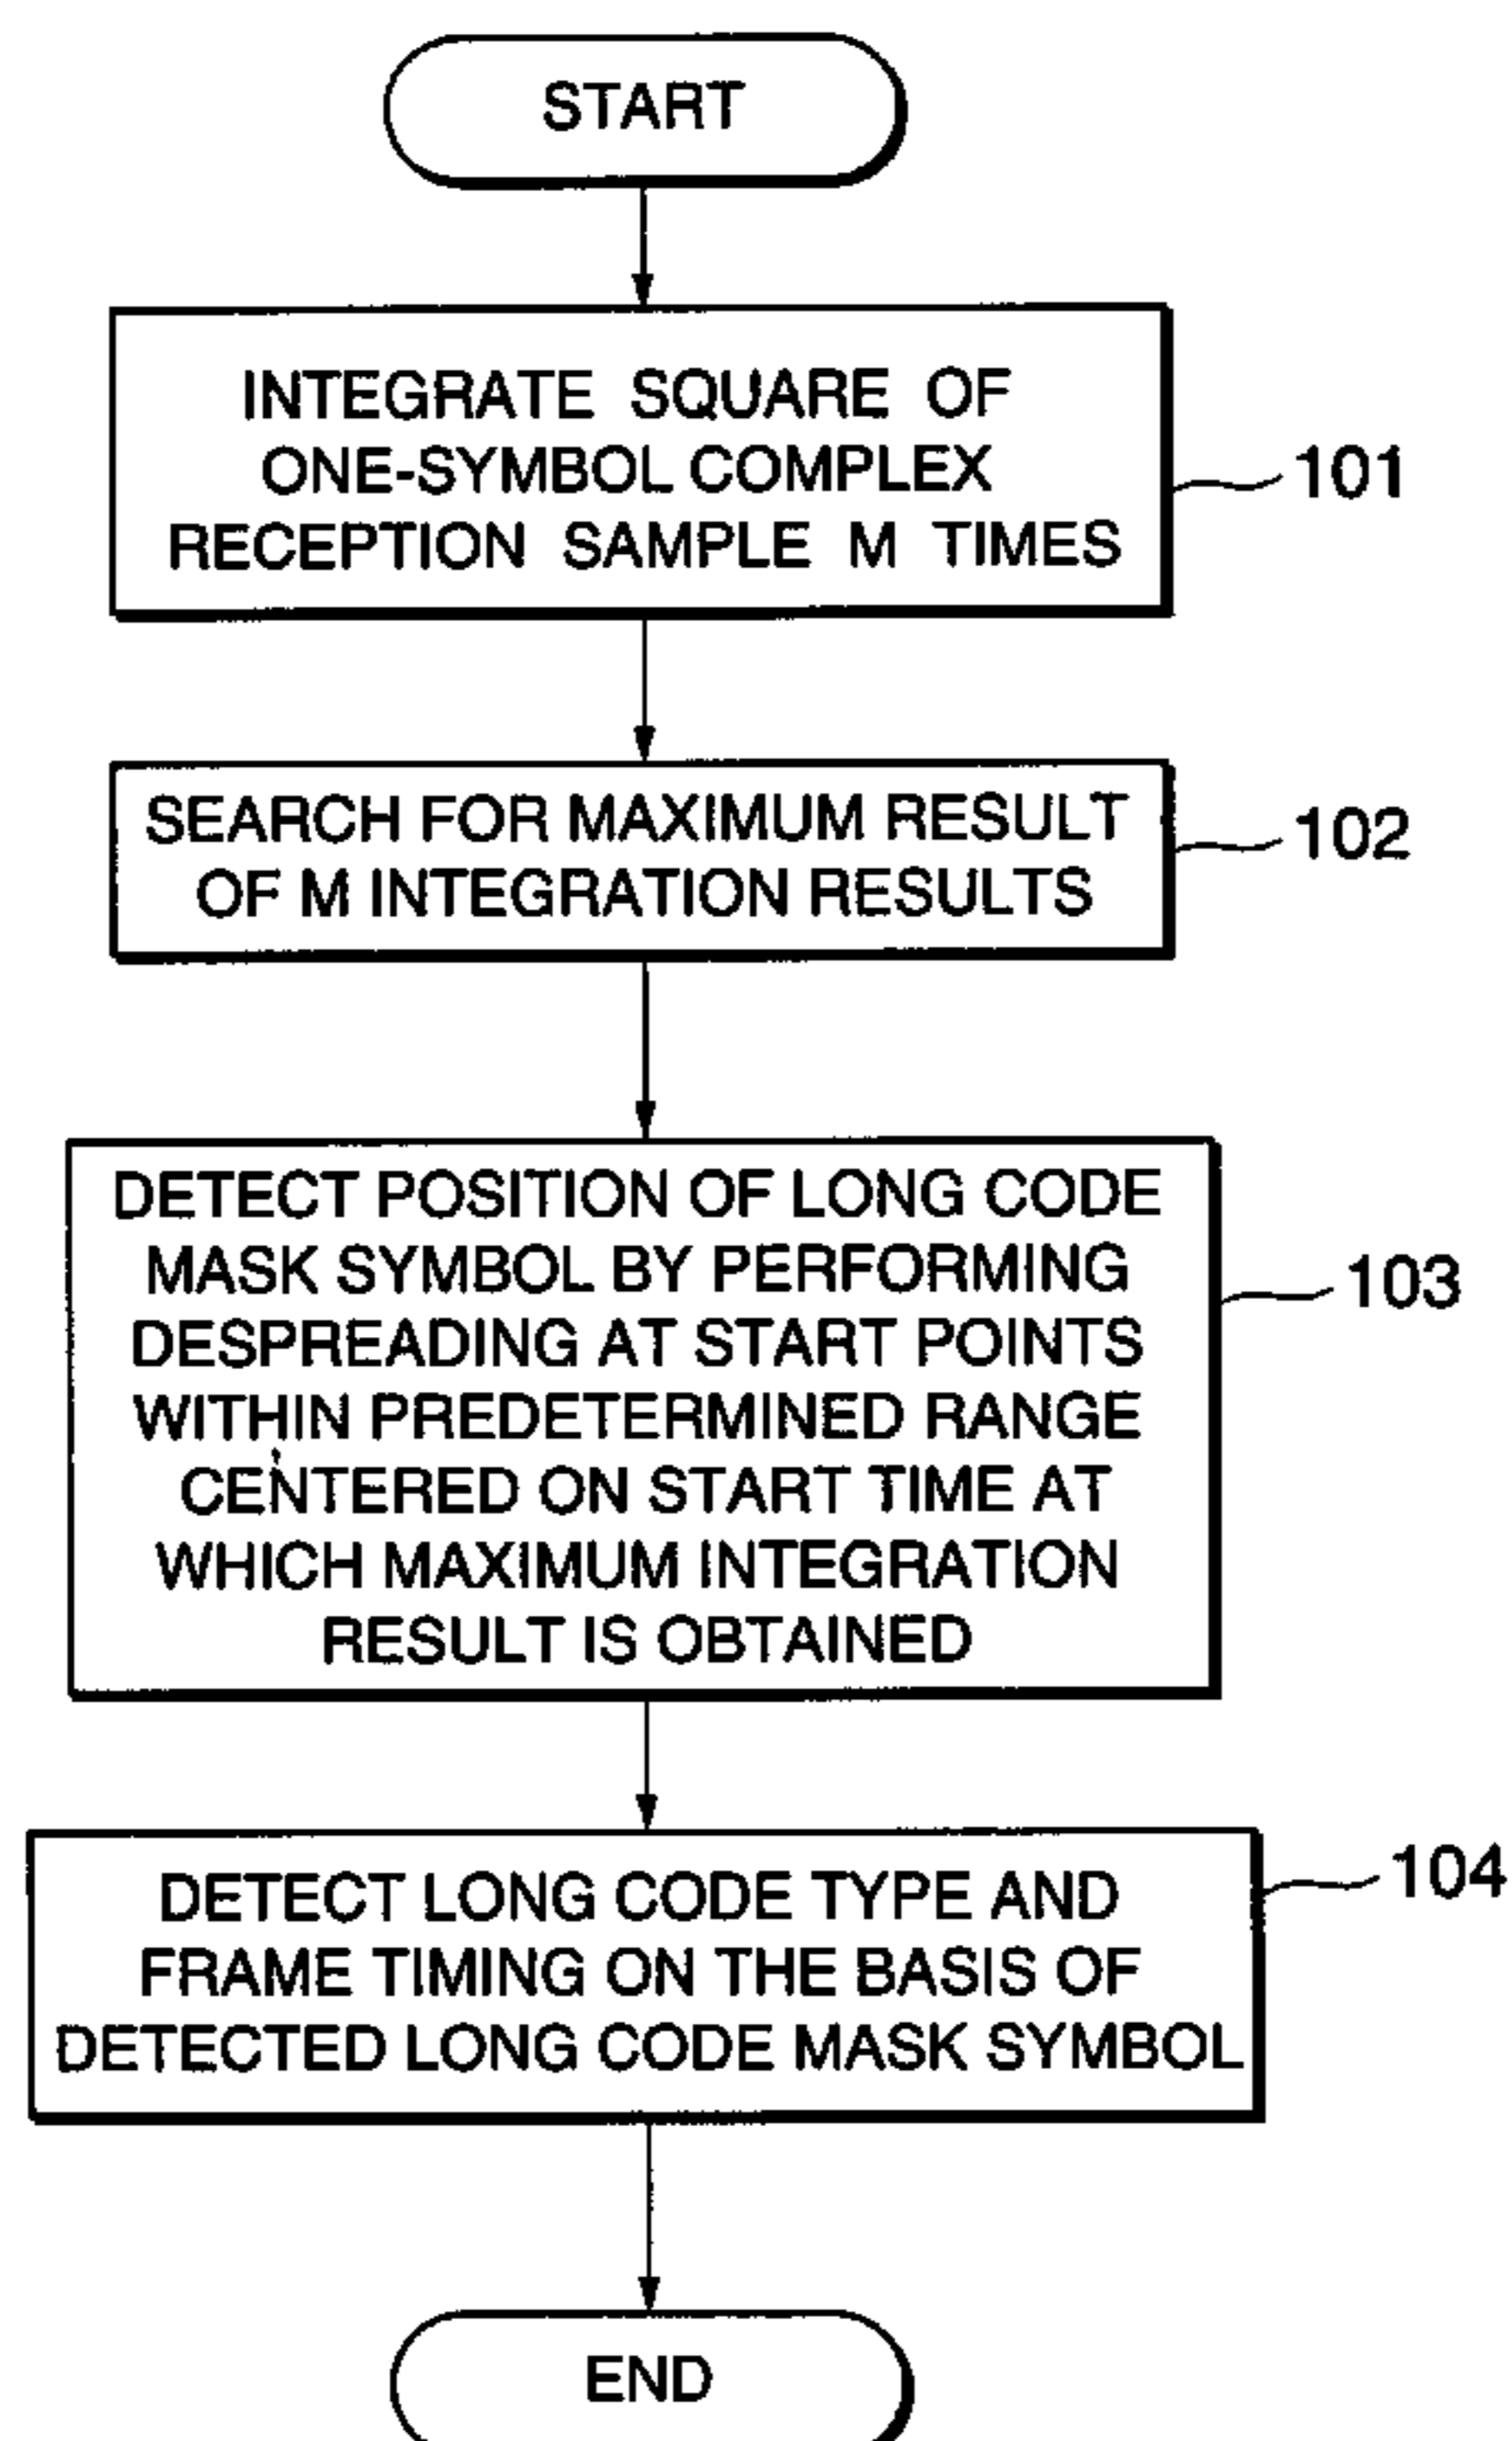 START
INTEGRATE SQUARE OF
ONE-SYMBOL COMPLEX
RECEPTION SAMPLE M TIMES
101
SEARCH FOR MAXIMUM RESULT
OF M INTEGRATION RESULTS
102
DETECT POSITION OF LONG CODE
MASK SYMBOL BY PERFORMING
DESPREADING AT START POINTS
WITHIN PREDETERMINED RANGE
CENTERED ON START TIME AT
WHICH MAXIMUM INTEGRATION
RESULT IS OBTAINED
103
DETECT LONG CODE TYPE AND
FRAME TIMING ON THE BASIS OF
DETECTED LONG CODE MASK SYMBOL
104
END